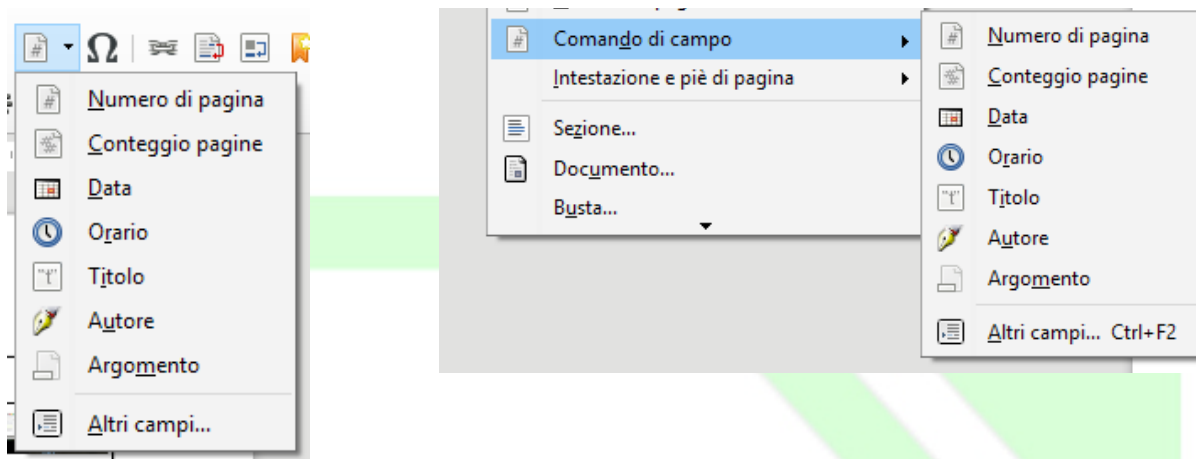 Numero di pagina
Conteggio pagine
Data
Orario
Titolo
Autore
Argomento
Altri campi...
Comando di campo
Intestazione e piè di pagina
Sezione...
Documento...
Busta...
Numero di pagina
Conteggio pagine
Data
Orario
Titolo
Autore
Argomento
Altri campi... Ctrl+F2